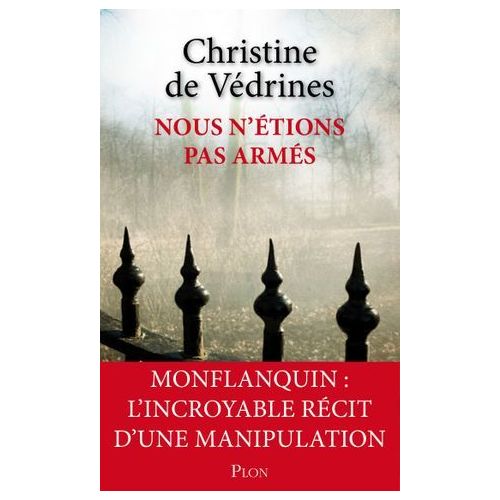 Christine
de Védrines
NOUS N'ÉTIONS
PAS ARMÉS
MONFLANQUIN :
L'INCROYABLE RÉCIT
D'UNE MANIPULATION
PLON